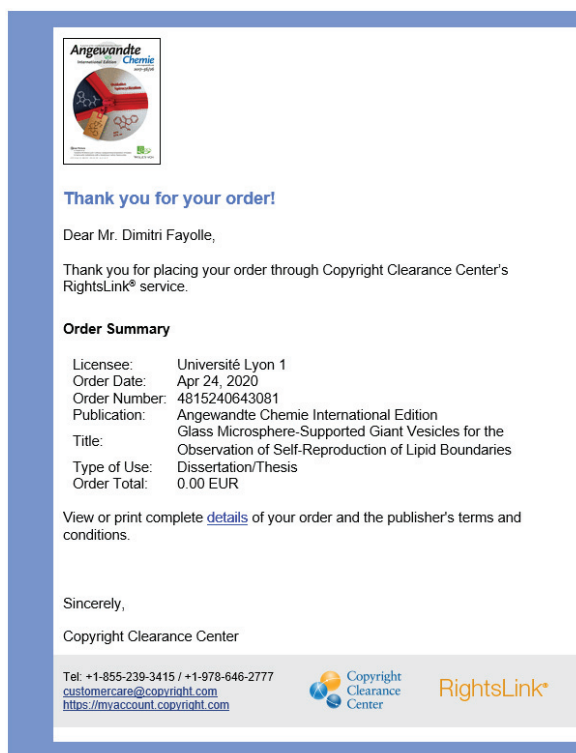 Angewandte
International Edition
Chemie
Thank you for your order!
Dear Mr. Dimitri Fayolle,
Thank you for placing your order through Copyright Clearance Center's
RightsLink® service.
Order Summary
Licensee: Université Lyon 1
Order Date: Apr 24, 2020
Order Number: 4815240643081
Publication: Angewandte Chemie International Edition
Title: Glass Microsphere-Supported Giant Vesicles for the
Observation of Self-Reproduction of Lipid Boundaries
Type of Use: Dissertation/Thesis
Order Total: 0.00 EUR
View or print complete details of your order and the publisher's terms and
conditions.
Sincerely,
Copyright Clearance Center
Tel: +1-855-239-3415 / +1-978-646-2777
customercare@copyright.com
https://myaccount.copyright.com
Copyright
Clearance
Center
RightsLink®